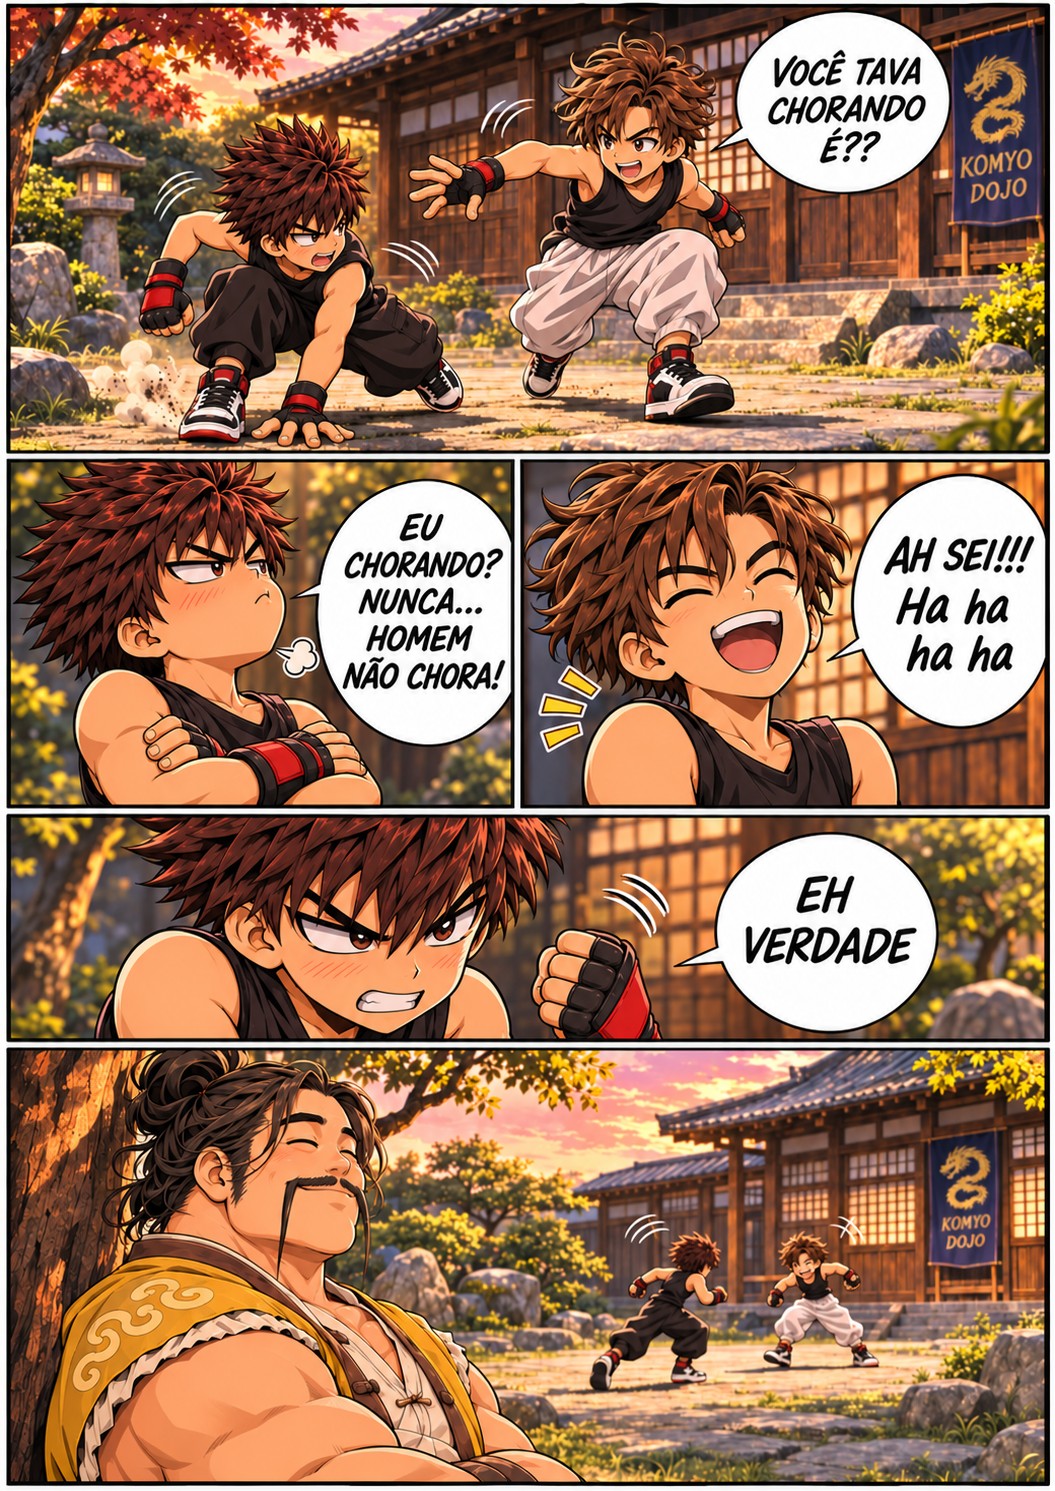 VOCÊ TAVA
CHORANDO
É??
KOMYO
DOJO
EU
CHORANDO?
NUNCA...
HOMEM
NÃO CHORA!
AH SEI!!!
Ha ha
ha ha
EH
VERDADE
KOMYO
DOJO